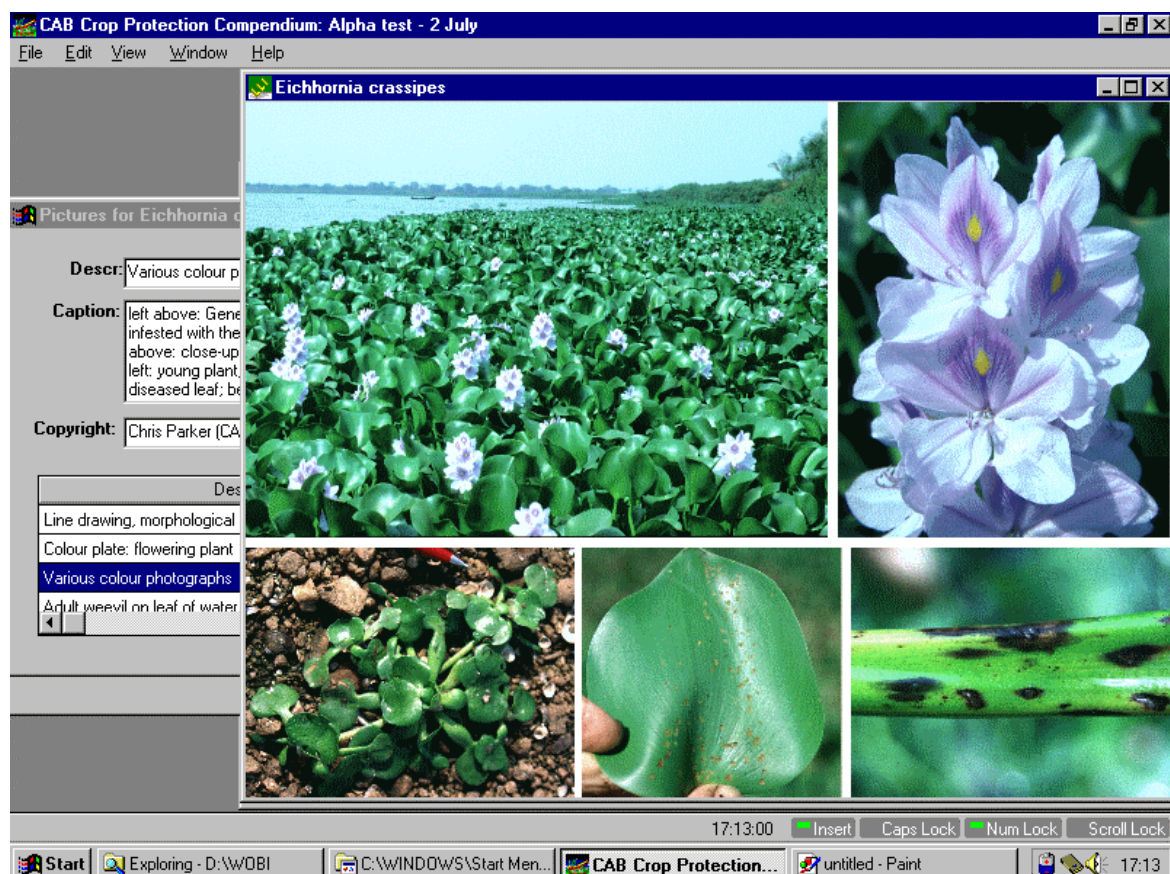 CAB Crop Protection Compendium: Alpha test - 2 July
File Edit View Window Help
Eichhornia crassipes
Pictures for Eichhornia c
Descr: Various colour p
Caption: left above: Gene
infested with the
above: close-up
left: young plant,
diseased leaf; be
Copyright: Chris Parker (CA
Des
Line drawing, morphological
Colour plate: flowering plant
Various colour photographs
Adult weevil on leaf of water
17:13:00 Insert Caps Lock Num Lock Scroll Lock
Start Exploring - D:\WOBI C:\WINDOWS\Start Men... CAB Crop Protection... untitled - Paint 17:13